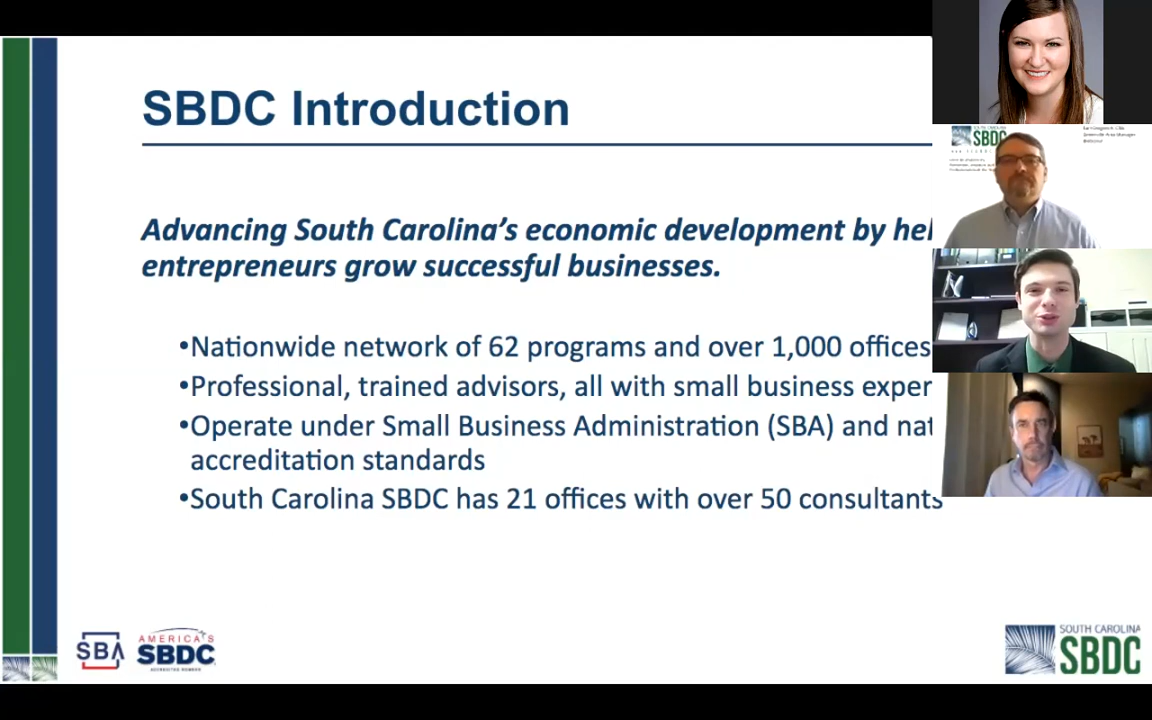 SBDC Introduction
Advancing South Carolina's economic development by hel
entrepreneurs grow successful businesses.
•Nationwide network of 62 programs and over 1,000 offices
•Professional, trained advisors, all with small business exper
•Operate under Small Business Administration (SBA) and nat
accreditation standards
•South Carolina SBDC has 21 offices with over 50 consultants
SBA
AMERICA'S
SBDC
SOUTH CAROLINA
SBDC
SOUTH CAROLINA
SBDC